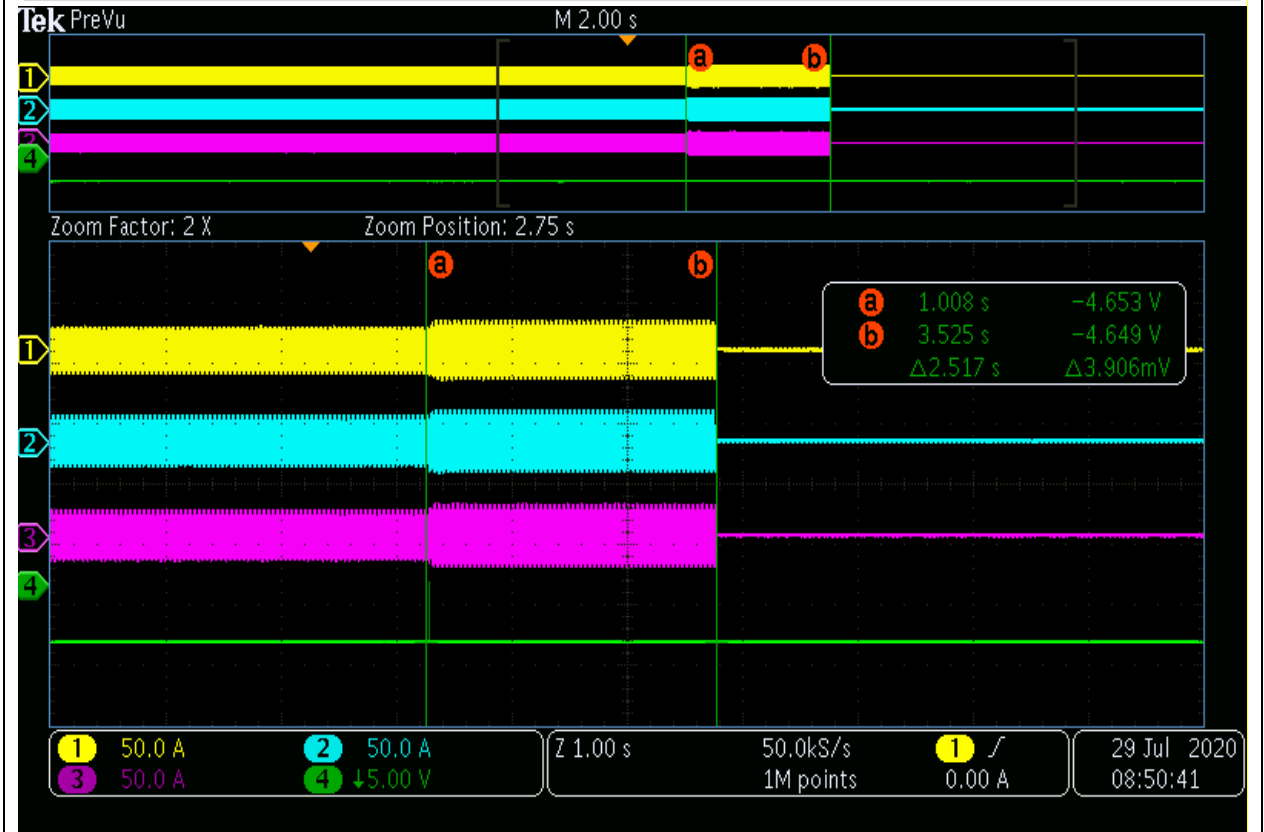 Tek PreVu M 2.00 s
a b
1
2
3
4
Zoom Factor: 2 X Zoom Position: 2.75 s
a b
a 1.008 s -4.653 V
b 3.525 s -4.649 V
Δ2.517 s Δ3.906mV
1
2
3
4
1 50.0 A 2 50.0 A Z 1.00 s 50.0kS/s 1 ∫ 29 Jul 2020
3 50.0 A 4 ↓5.00 V 1M points 0.00 A 08:50:41